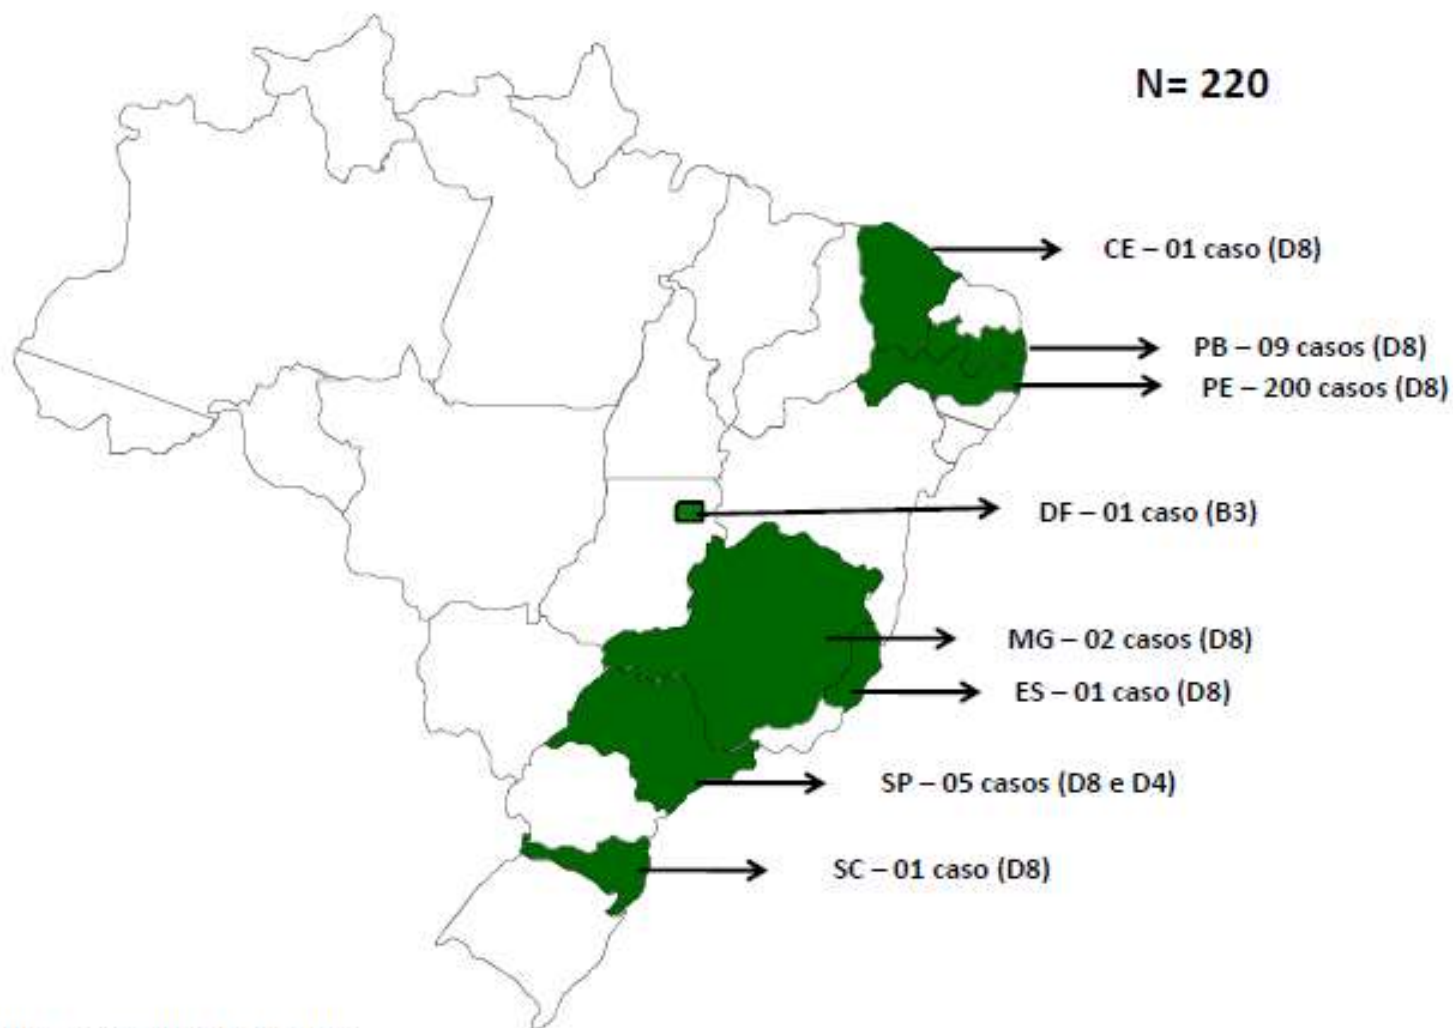 N= 220
CE – 01 caso (D8)
PB – 09 casos (D8)
PE – 200 casos (D8)
DF – 01 caso (B3)
MG – 02 casos (D8)
ES – 01 caso (D8)
SP – 05 casos (D8 e D4)
SC – 01 caso (D8)